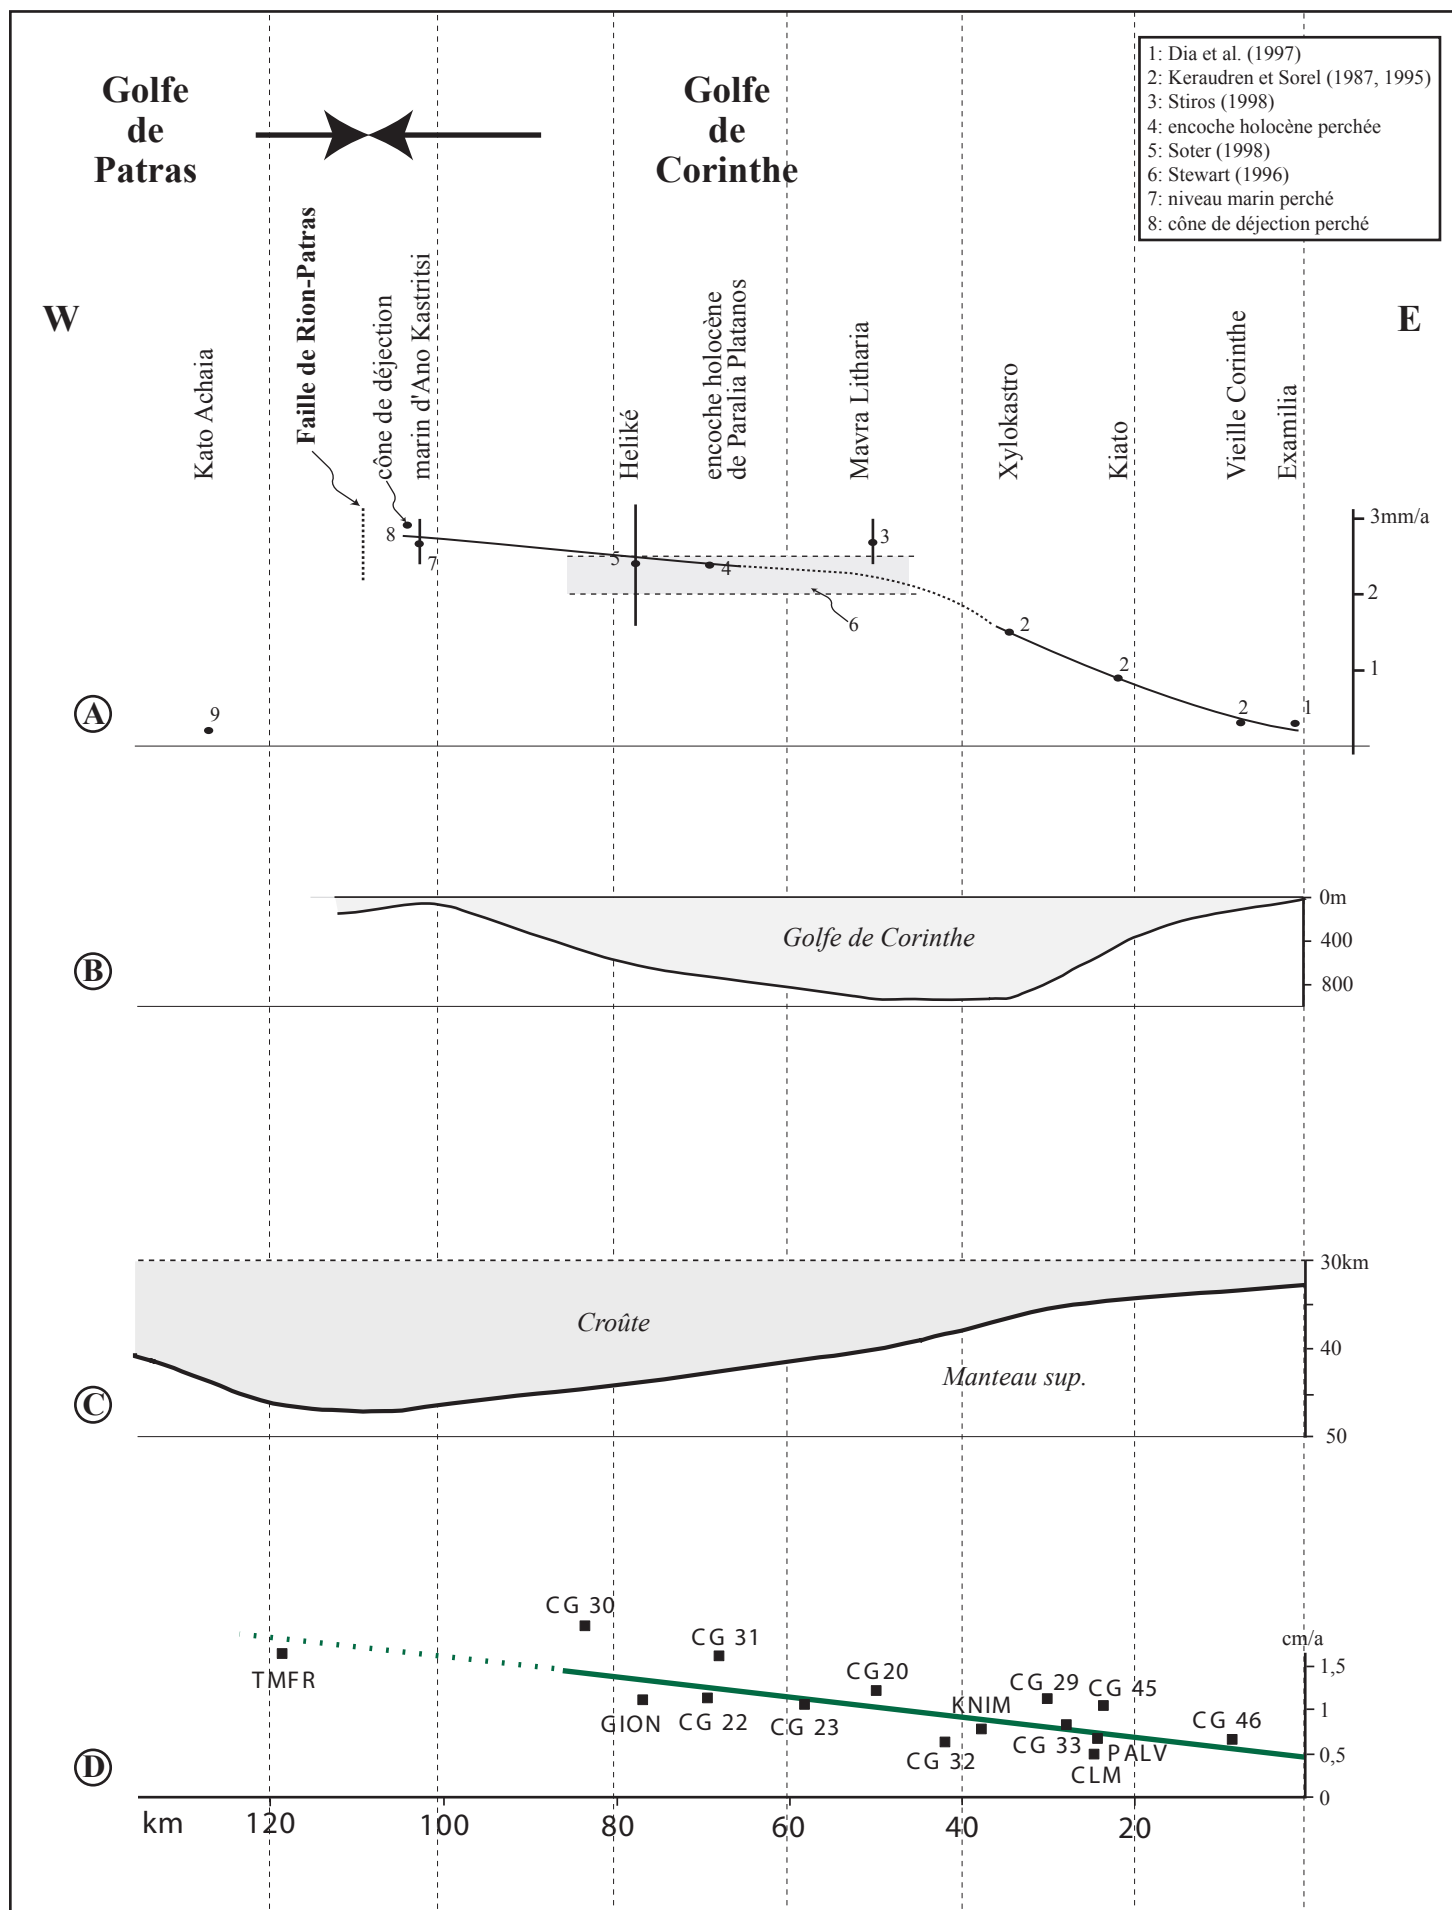 Golfe
de
Patras
Golfe
de
Corinthe
1: Dia et al. (1997)
2: Keraudren et Sorel (1987, 1995)
3: Stiros (1998)
4: encoche holocène perchée
5: Soter (1998)
6: Stewart (1996)
7: niveau marin perché
8: cône de déjection perché
W
E
Kato Achaia
Faille de Rion-Patras
cône de déjection
marin d'Ano Kastritsi
Heliké
encoche holocène
de Paralia Platanos
Mavra Litharia
Xylokastro
Kiato
Vieille Corinthe
Examilia
3mm/a
2
1
8
7
5
4
3
6
2
2
2
1
9
A
0m
400
800
Golfe de Corinthe
B
30km
40
50
Croûte
Manteau sup.
C
cm/a
1,5
1
0,5
0
CG 30
CG 31
TMFR
GION
CG 22
CG 23
CG20
CG 32
KNIM
CG 29
CG 33
CG 45
PALV
CLM
CG 46
D
km
120
100
80
60
40
20